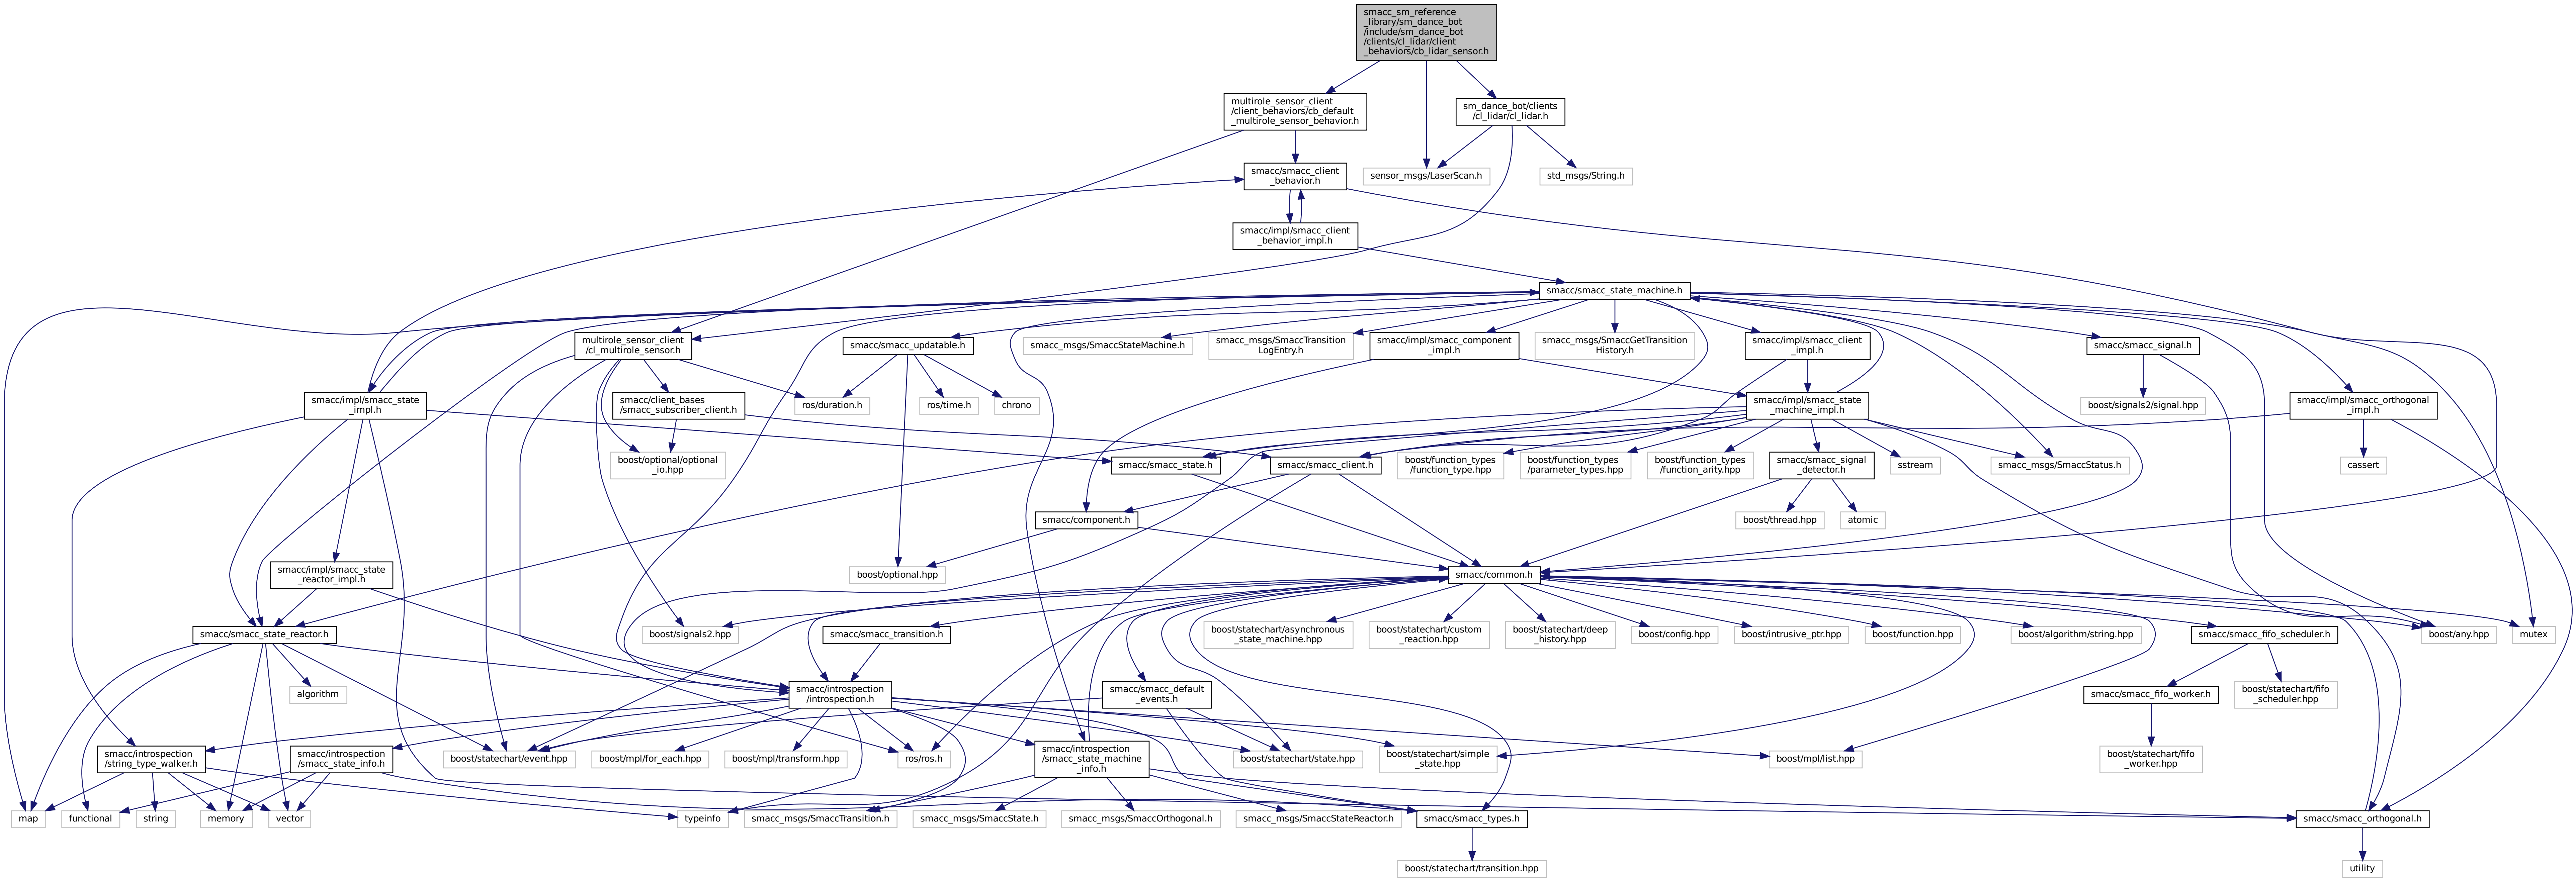 smacc_sm_reference
_library/sm_dance_bot
/include/sm_dance_bot
/clients/cl_lidar/client
_behaviors/cb_lidar_sensor.h
multirole_sensor_client
/client_behaviors/cb_default
_multirole_sensor_behavior.h
sm_dance_bot/clients
/cl_lidar/cl_lidar.h
smacc/smacc_client
_behavior.h
sensor_msgs/LaserScan.h
std_msgs/String.h
smacc/impl/smacc_client
_behavior_impl.h
smacc/smacc_state_machine.h
multirole_sensor_client
/cl_multirole_sensor.h
smacc/smacc_updatable.h
smacc_msgs/SmaccStateMachine.h
smacc_msgs/SmaccTransition
LogEntry.h
smacc/impl/smacc_component
_impl.h
smacc_msgs/SmaccGetTransition
History.h
smacc/impl/smacc_client
_impl.h
smacc/smacc_signal.h
smacc/impl/smacc_state
_impl.h
smacc/client_bases
/smacc_subscriber_client.h
ros/duration.h
ros/time.h
chrono
smacc/impl/smacc_state
_machine_impl.h
boost/signals2/signal.hpp
smacc/impl/smacc_orthogonal
_impl.h
boost/optional/optional
_io.hpp
smacc/smacc_state.h
smacc/smacc_client.h
boost/function_types
/function_type.hpp
boost/function_types
/parameter_types.hpp
boost/function_types
/function_arity.hpp
smacc/smacc_signal
_detector.h
sstream
smacc_msgs/SmaccStatus.h
cassert
smacc/component.h
boost/thread.hpp
atomic
smacc/impl/smacc_state
_reactor_impl.h
boost/optional.hpp
smacc/common.h
smacc/smacc_state_reactor.h
boost/signals2.hpp
smacc/smacc_transition.h
boost/statechart/asynchronous
_state_machine.hpp
boost/statechart/custom
_reaction.hpp
boost/statechart/deep
_history.hpp
boost/config.hpp
boost/intrusive_ptr.hpp
boost/function.hpp
boost/algorithm/string.hpp
smacc/smacc_fifo_scheduler.h
boost/any.hpp
mutex
algorithm
smacc/introspection
/introspection.h
smacc/smacc_default
_events.h
smacc/smacc_fifo_worker.h
boost/statechart/fifo
_scheduler.hpp
smacc/introspection
/string_type_walker.h
smacc/introspection
/smacc_state_info.h
boost/statechart/event.hpp
boost/mpl/for_each.hpp
boost/mpl/transform.hpp
ros/ros.h
smacc/introspection
/smacc_state_machine
_info.h
boost/statechart/state.hpp
boost/statechart/simple
_state.hpp
boost/mpl/list.hpp
boost/statechart/fifo
_worker.hpp
map
functional
string
memory
vector
typeinfo
smacc_msgs/SmaccTransition.h
smacc_msgs/SmaccState.h
smacc_msgs/SmaccOrthogonal.h
smacc_msgs/SmaccStateReactor.h
smacc/smacc_types.h
smacc/smacc_orthogonal.h
boost/statechart/transition.hpp
utility